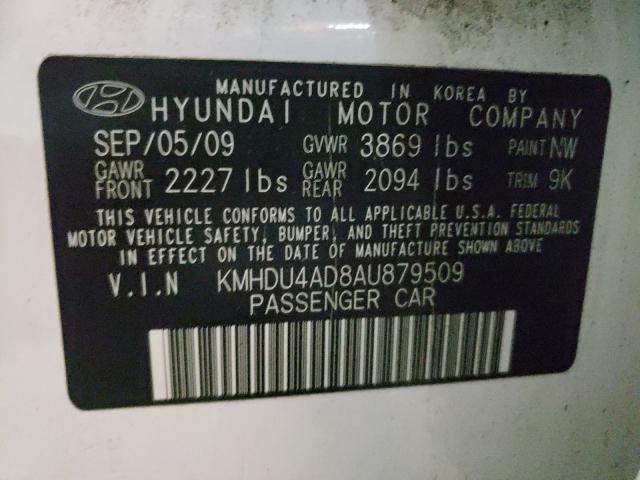 MANUFACTURED IN KOREA BY
HYUNDAI MOTOR COMPANY
SEP/05/09 GVWR 3869 lbs PAINT NW
GAWR FRONT 2227 lbs GAWR REAR 2094 lbs TRIM 9K
THIS VEHICLE CONFORMS TO ALL APPLICABLE U.S.A. FEDERAL
MOTOR VEHICLE SAFETY, BUMPER, AND THEFT PREVENTION STANDARDS
IN EFFECT ON THE DATE OF MANUFACTURE SHOWN ABOVE
V.I.N KMHDU4AD8AU879509
PASSENGER CAR